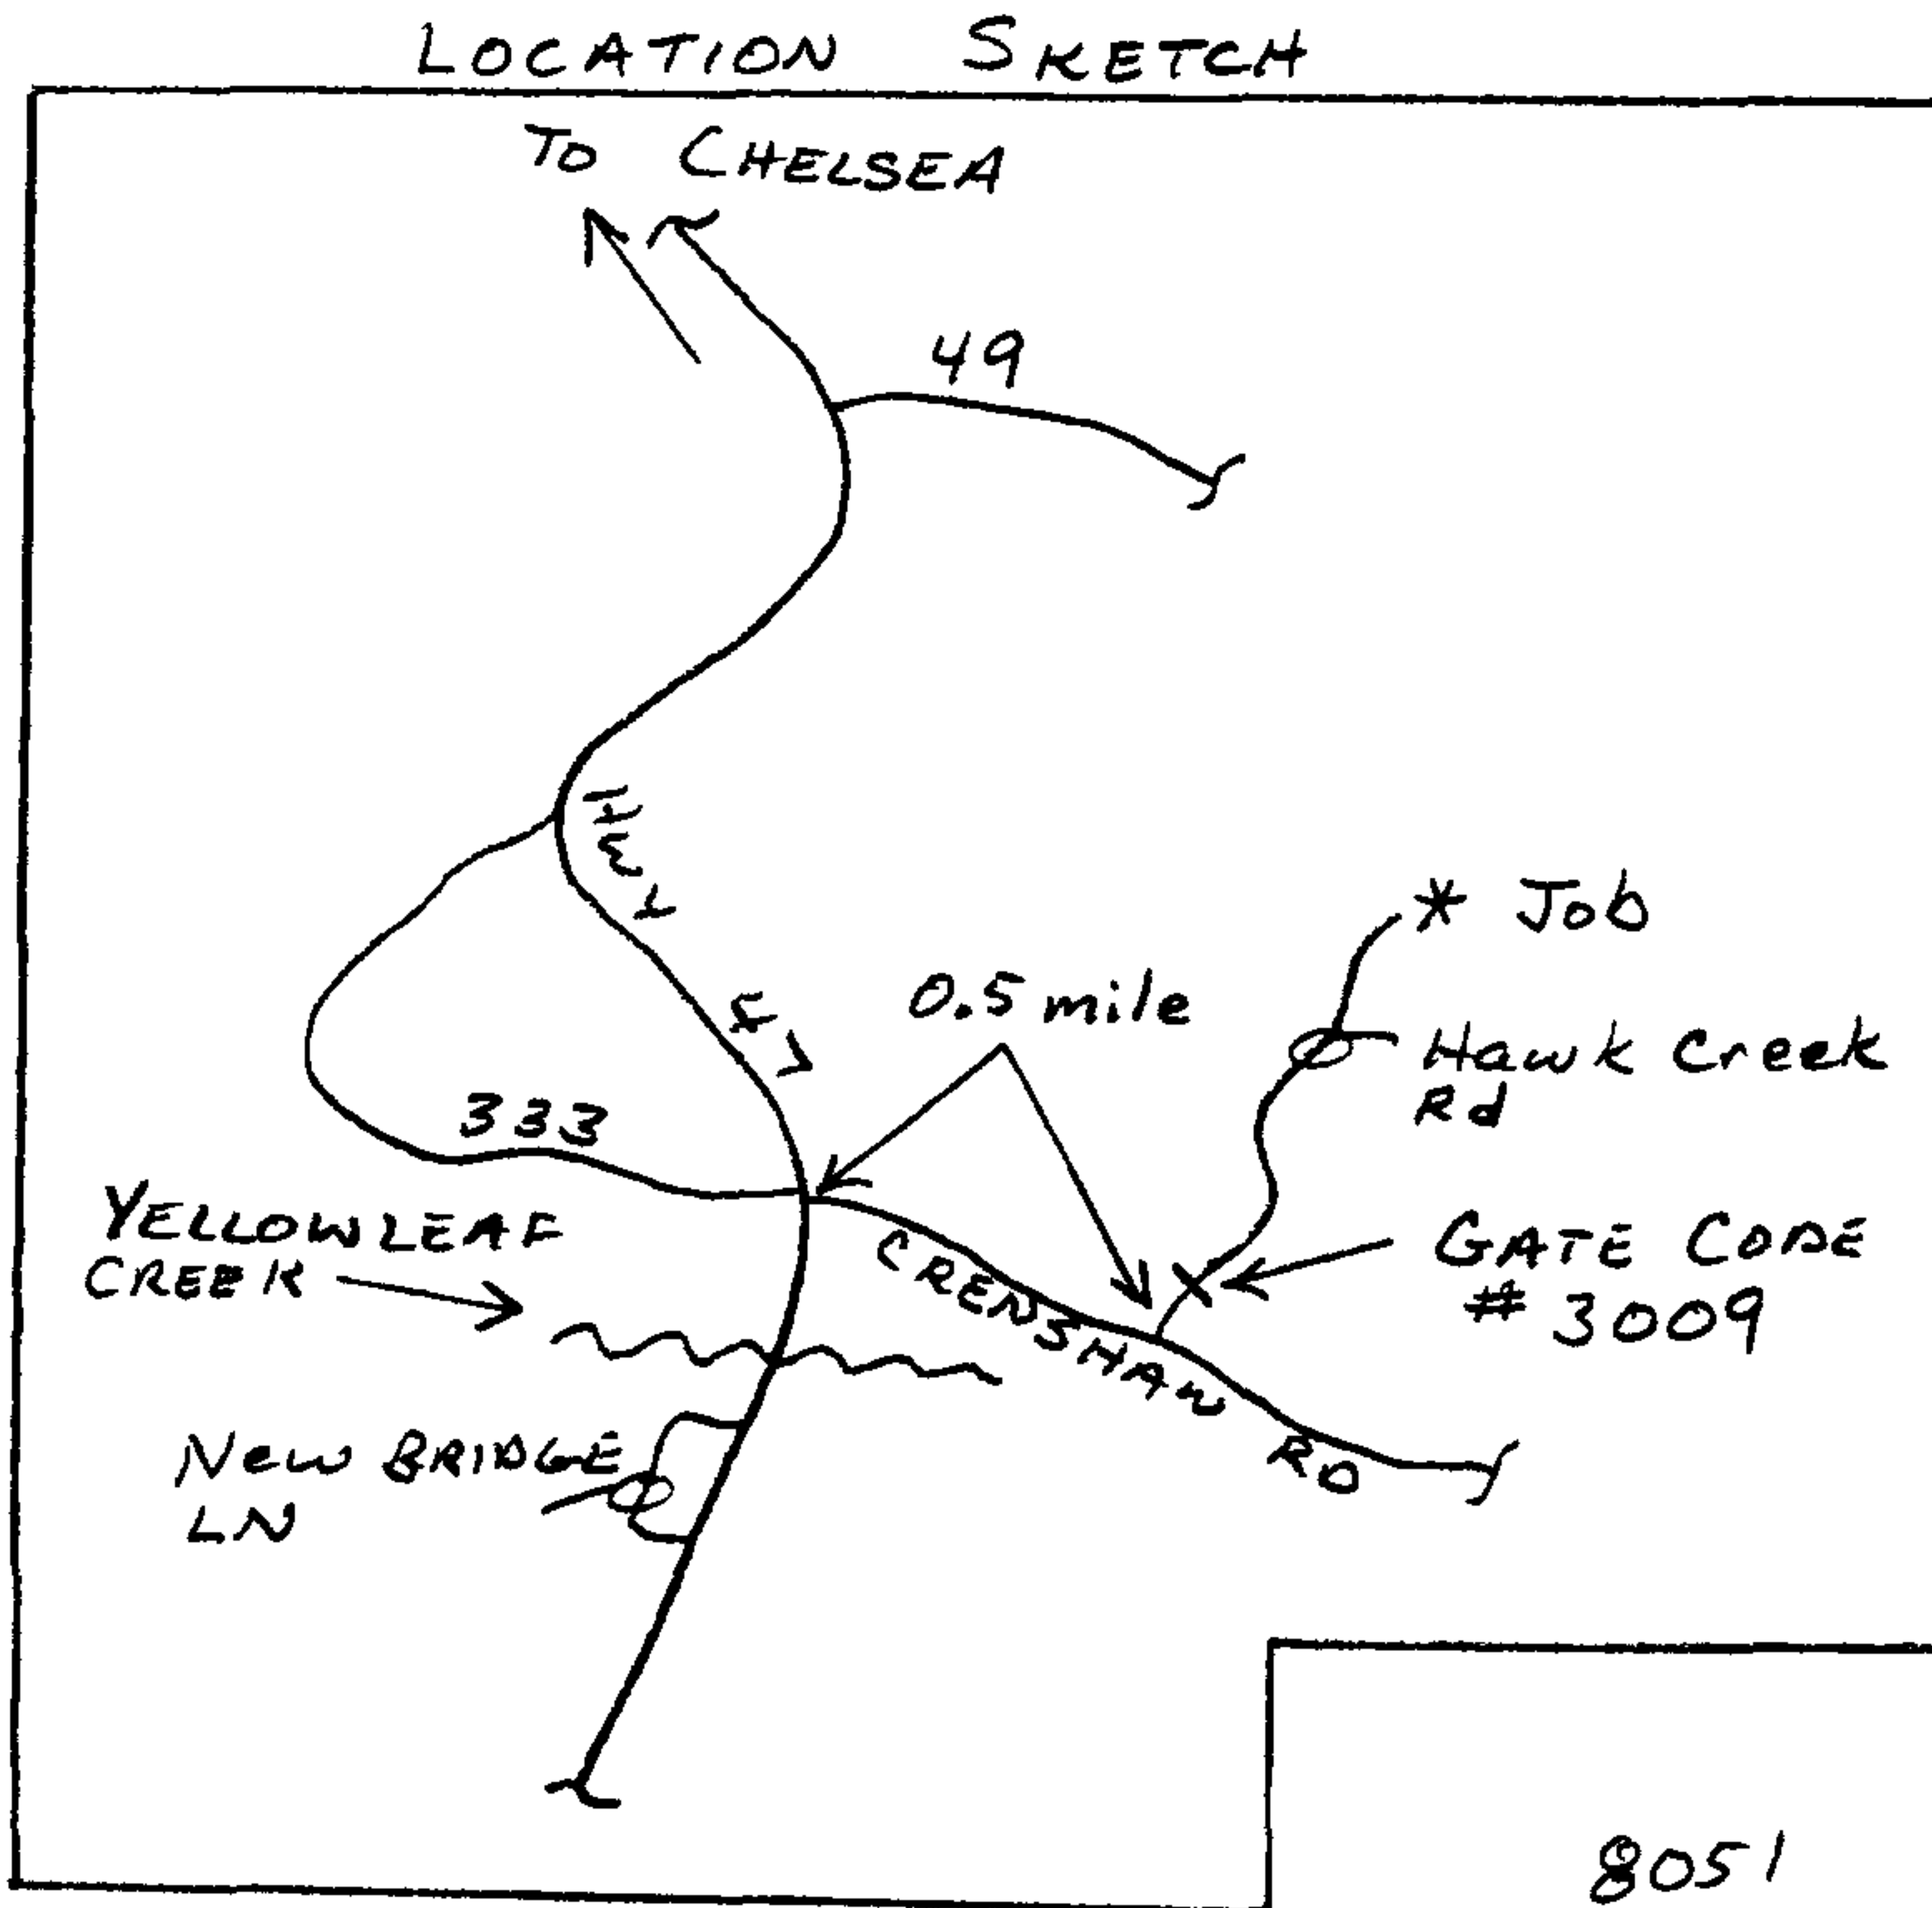 LOCATION SKETCH
TO CHELSEA
49
HWY 47
* Job
0.5 mile
Hawk Creek
Rd
333
YELLOWLEAF
CREEK
GATE CODE
# 3009
CRENSHAW RD
New BRIDGE
LN
8051